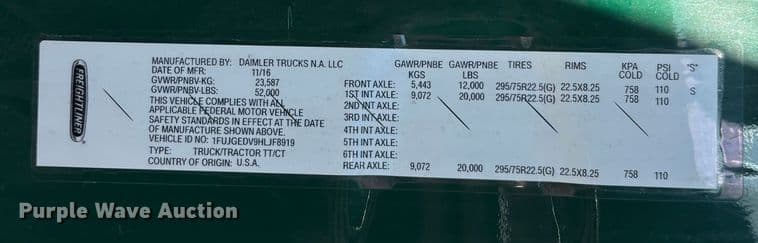 FREIGHTLINER
MANUFACTURED BY: DAIMLER TRUCKS N.A. LLC
DATE OF MFR: 11/16
GVWR/PNBV-KG: 23,587
GVWR/PNBV-LBS: 52,000
THIS VEHICLE COMPLIES WITH ALL
APPLICABLE FEDERAL MOTOR VEHICLE
SAFETY STANDARDS IN EFFECT AT THE DATE
OF MANUFACTURE SHOWN ABOVE.
VEHICLE ID NO: 1FUJGEDV9HLJF8919
TYPE: TRUCK/TRACTOR TT/CT
COUNTRY OF ORIGIN: U.S.A.
GAWR/PNBE GAWR/PNBE TIRES RIMS KPA PSI "S"
KGS LBS COLD COLD
FRONT AXLE: 5,443 12,000 295/75R22.5(G) 22.5X8.25 758 110
1ST INT AXLE: 9,072 20,000 295/75R22.5(G) 22.5X8.25 758 110 S
2ND INT AXLE:
3RD INT AXLE:
4TH INT AXLE:
5TH INT AXLE:
6TH INT AXLE:
REAR AXLE: 9,072 20,000 295/75R22.5(G) 22.5X8.25 758 110
Purple Wave Auction